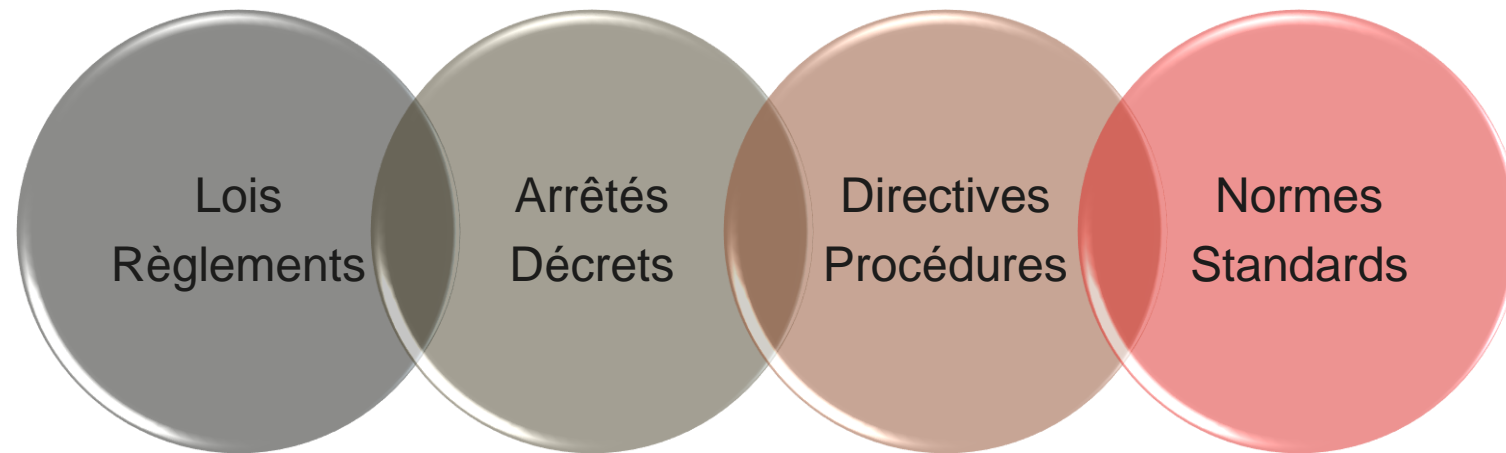 Lois
Règlements
Arrêtés
Décrets
Directives
Procédures
Normes
Standards